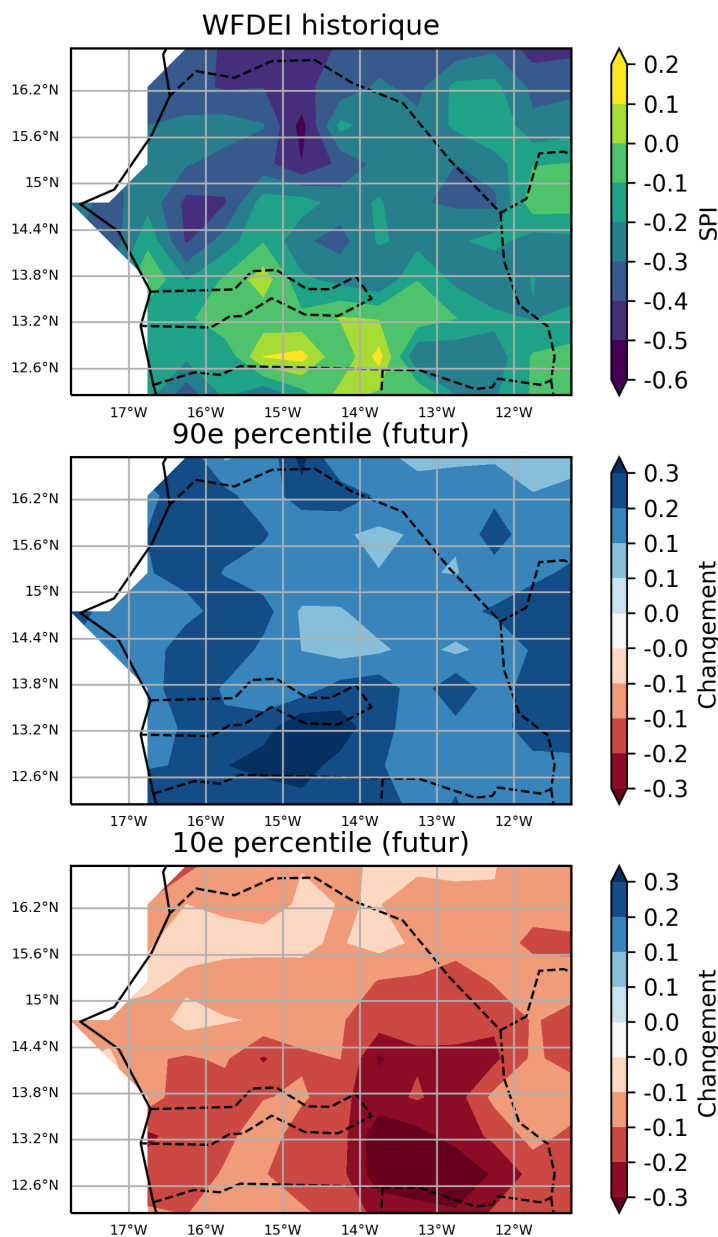 WFDEI historique
16.2°N
15.6°N
15°N
14.4°N
13.8°N
13.2°N
12.6°N
17°W 16°W 15°W 14°W 13°W 12°W
0.2
0.1
0.0
-0.1
-0.2
-0.3
-0.4
-0.5
-0.6
SPI
90e percentile (futur)
16.2°N
15.6°N
15°N
14.4°N
13.8°N
13.2°N
12.6°N
17°W 16°W 15°W 14°W 13°W 12°W
0.3
0.2
0.1
0.1
0.0
-0.0
-0.1
-0.1
-0.2
-0.3
Changement
10e percentile (futur)
16.2°N
15.6°N
15°N
14.4°N
13.8°N
13.2°N
12.6°N
17°W 16°W 15°W 14°W 13°W 12°W
0.3
0.2
0.1
0.1
0.0
-0.0
-0.1
-0.1
-0.2
-0.3
Changement